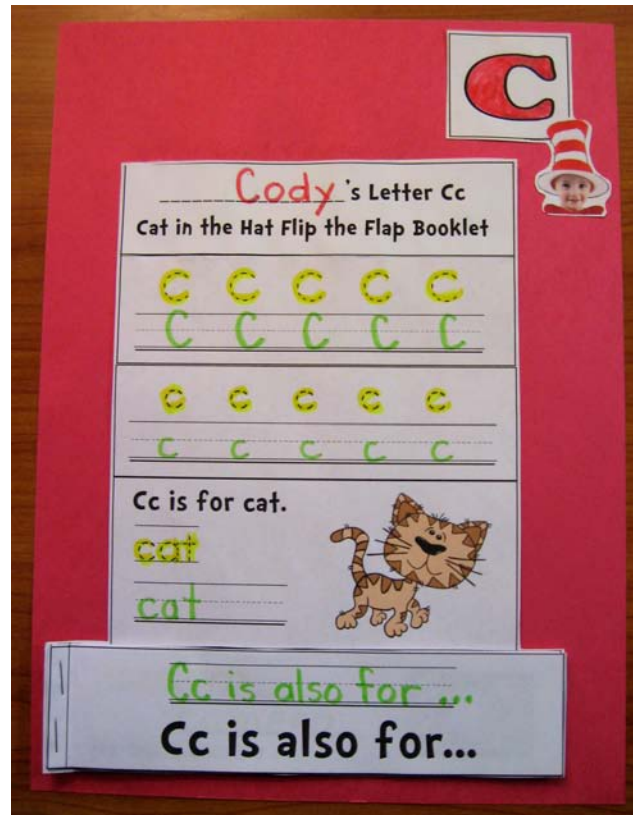 C
Cody's Letter Cc
Cat in the Hat Flip the Flap Booklet
C C C C C
C C C C C
c c c c c
c c c c c
Cc is for cat.
cat
cat
Cc is also for ...
Cc is also for...